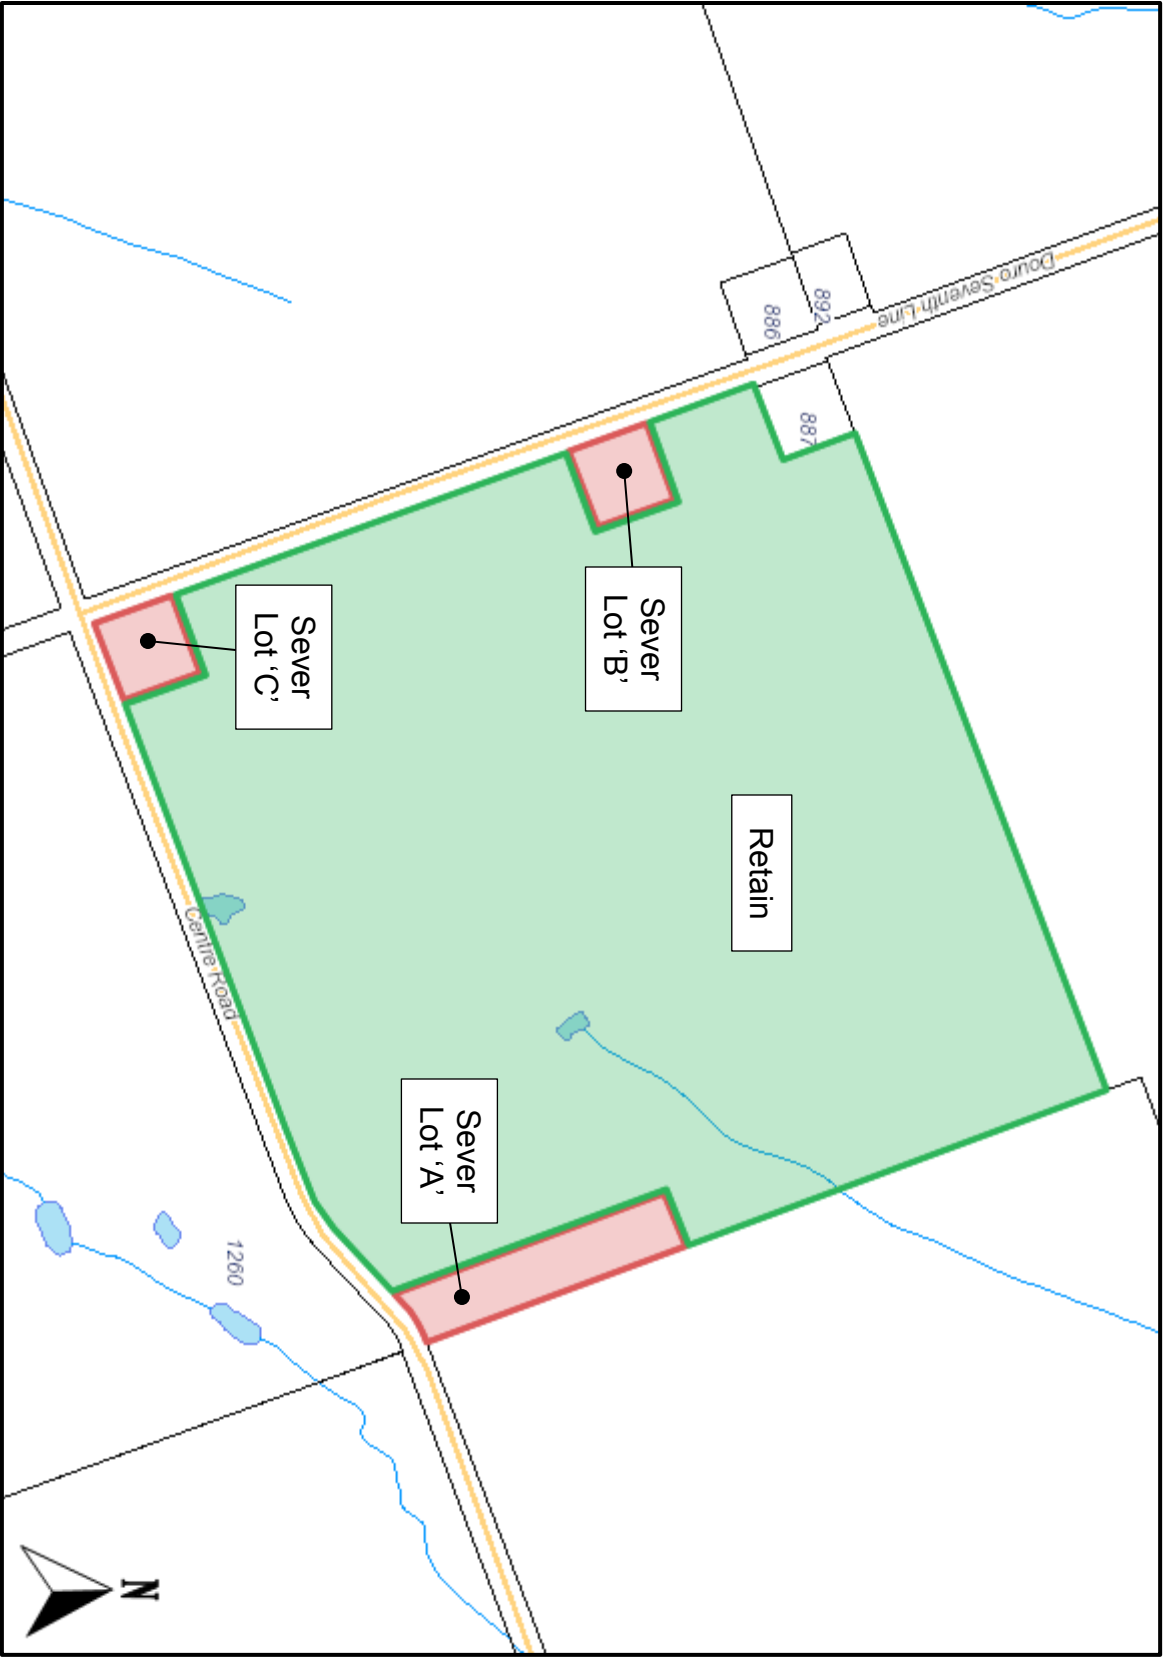 Douro Seventh Line
892
886
887
Sever
Lot ‘B’
Sever
Lot ‘C’
Retain
Centre Road
Sever
Lot ‘A’
1260
N